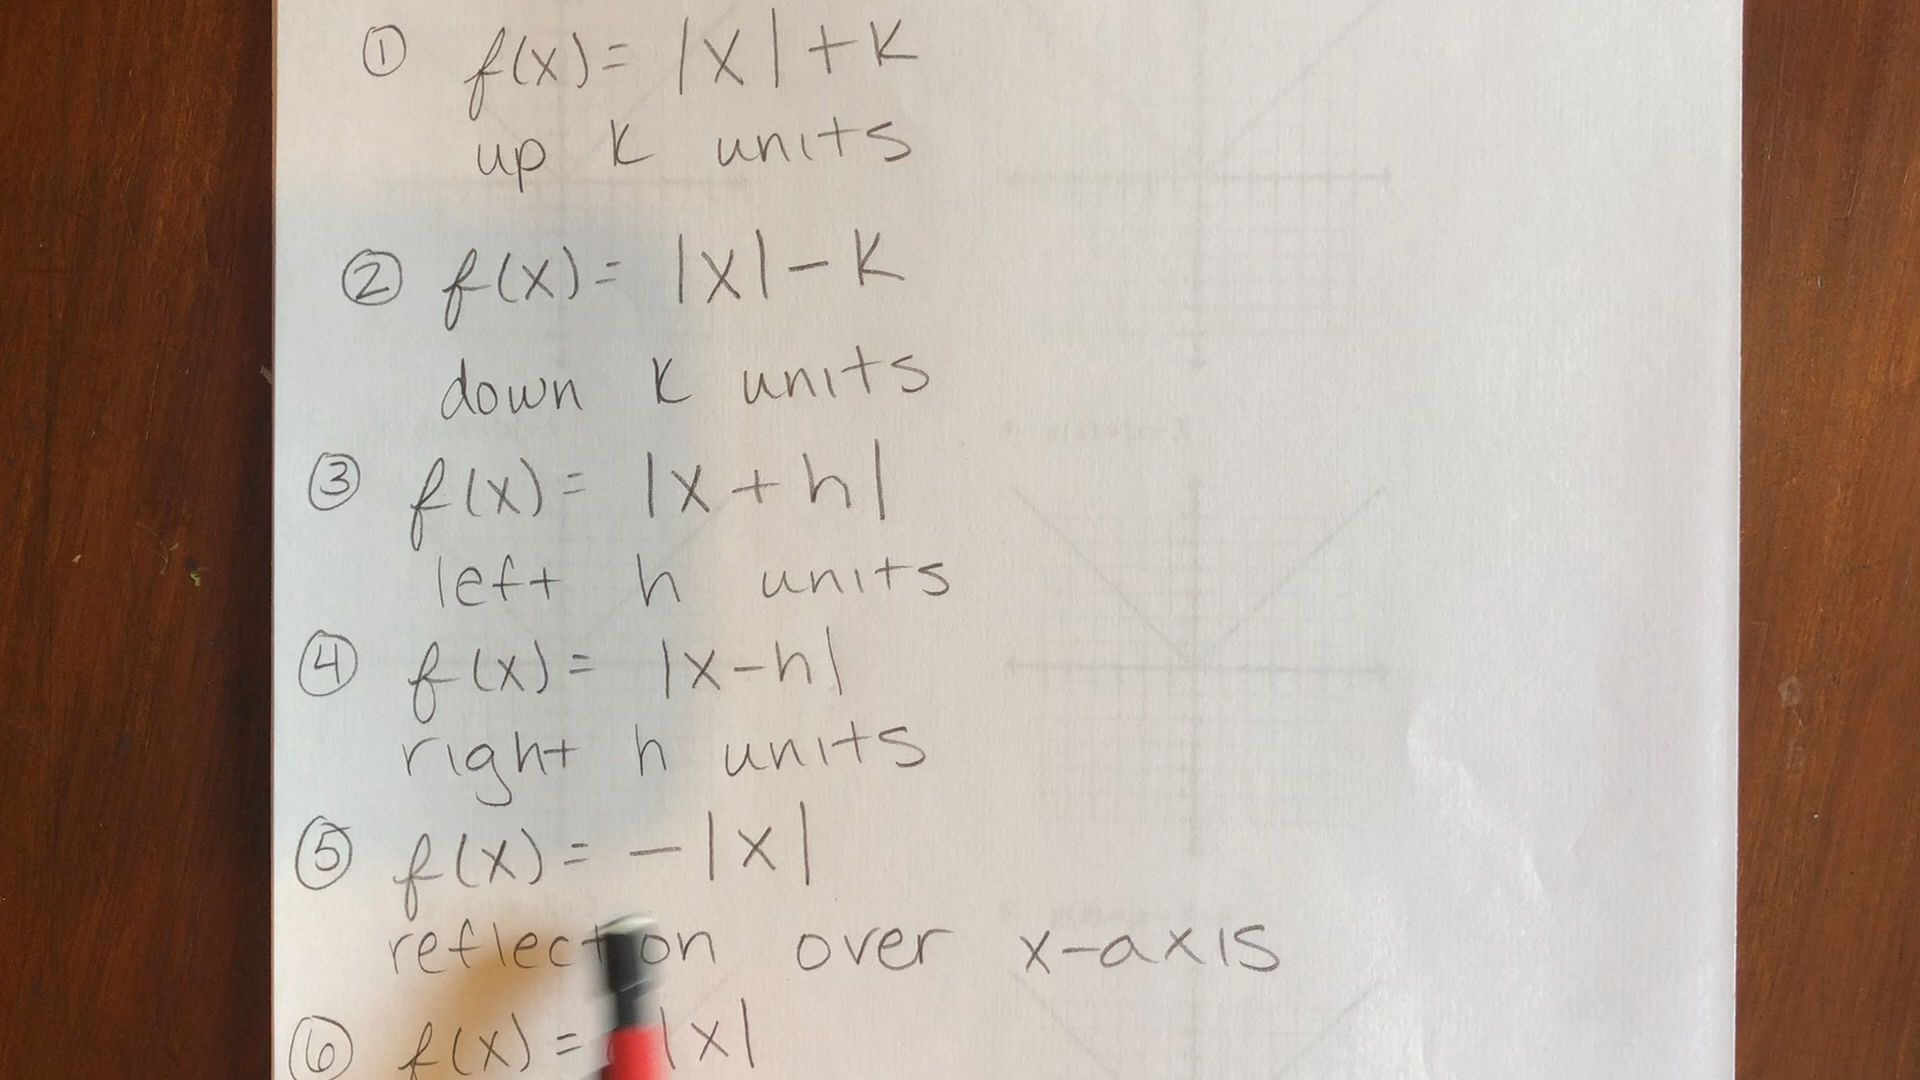 ① f(x)= |x|+K
up K units
② f(x)= |x|-K
down K units
③ f(x)= |x+h|
left h units
④ f(x)= |x-h|
right h units
⑤ f(x)= -|x|
reflection over x-axis
⑥ f(x)= |x|